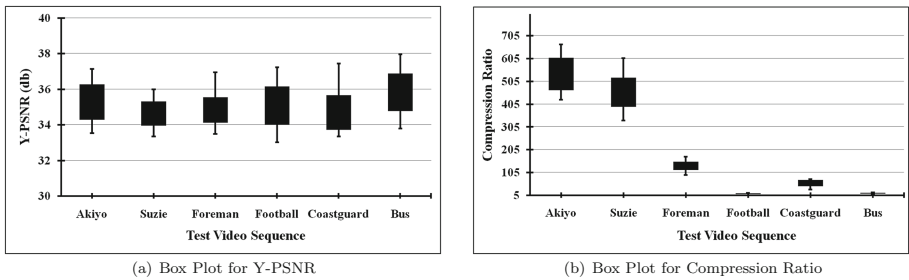 40
38
36
34
32
30
Y-PSNR (db)
Akiyo Suzie Foreman Football Coastguard Bus
Test Video Sequence
(a) Box Plot for Y-PSNR
705
605
505
405
305
205
105
5
Compression Ratio
Akiyo Suzie Foreman Football Coastguard Bus
Test Video Sequence
(b) Box Plot for Compression Ratio